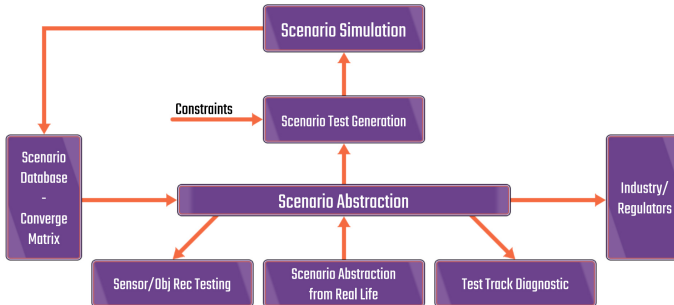 Scenario Simulation
Constraints
Scenario Test Generation
Scenario
Database
-
Converge
Matrix
Scenario Abstraction
Industry/
Regulators
Sensor/Obj Rec Testing
Scenario Abstraction
from Real Life
Test Track Diagnostic